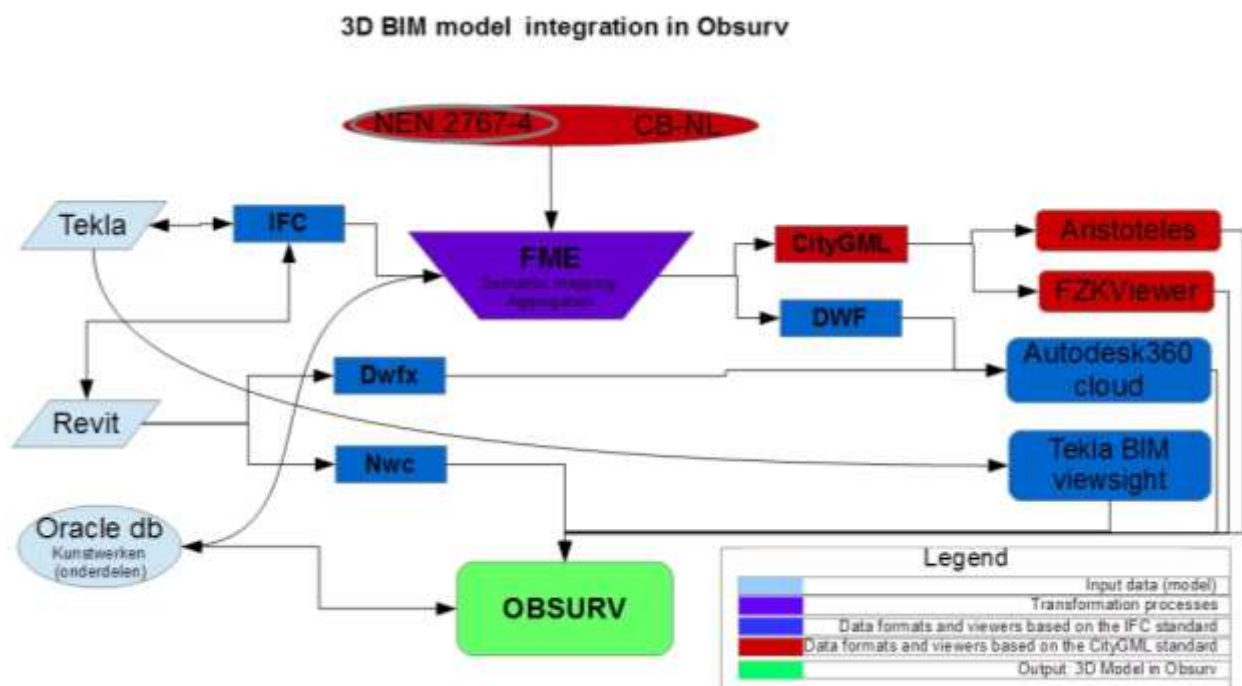 3D BIM model integration in Obsurv
NEN 2767-4 CB-NL
Tekla
IFC
FME
Semantic mapping
Aggregation
CityGML
Aristoteles
FZKViewer
DWF
Autodesk360
cloud
Dwfx
Revit
Nwc
Tekla BIM
viewsight
Oracle db
Kunstwerken
(onderdelen)
OBSURV
Legend
Input data (model)
Transformation processes
Data formats and viewers based on the IFC standard
Data formats and viewers based on the CityGML standard
Output: 3D Model in Obsurv